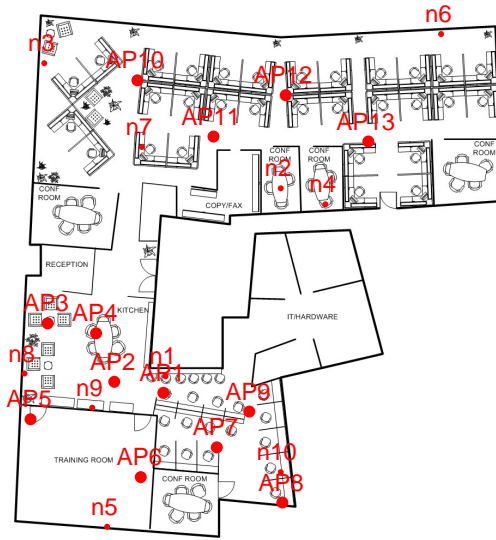 n6
n3
AP10
AP12
AP11
AP13
n7
CONF
ROOM
CONF
ROOM
CONF
ROOM
n2
n4
CONF
ROOM
COPY/FAX
RECEPTION
AP3
AP4
KITCHEN
IT/HARDWARE
n8
n1
AP2
AP1
n9
AP9
AP5
AP7
TRAINING ROOM
AP6
n10
CONF ROOM
AP8
n5